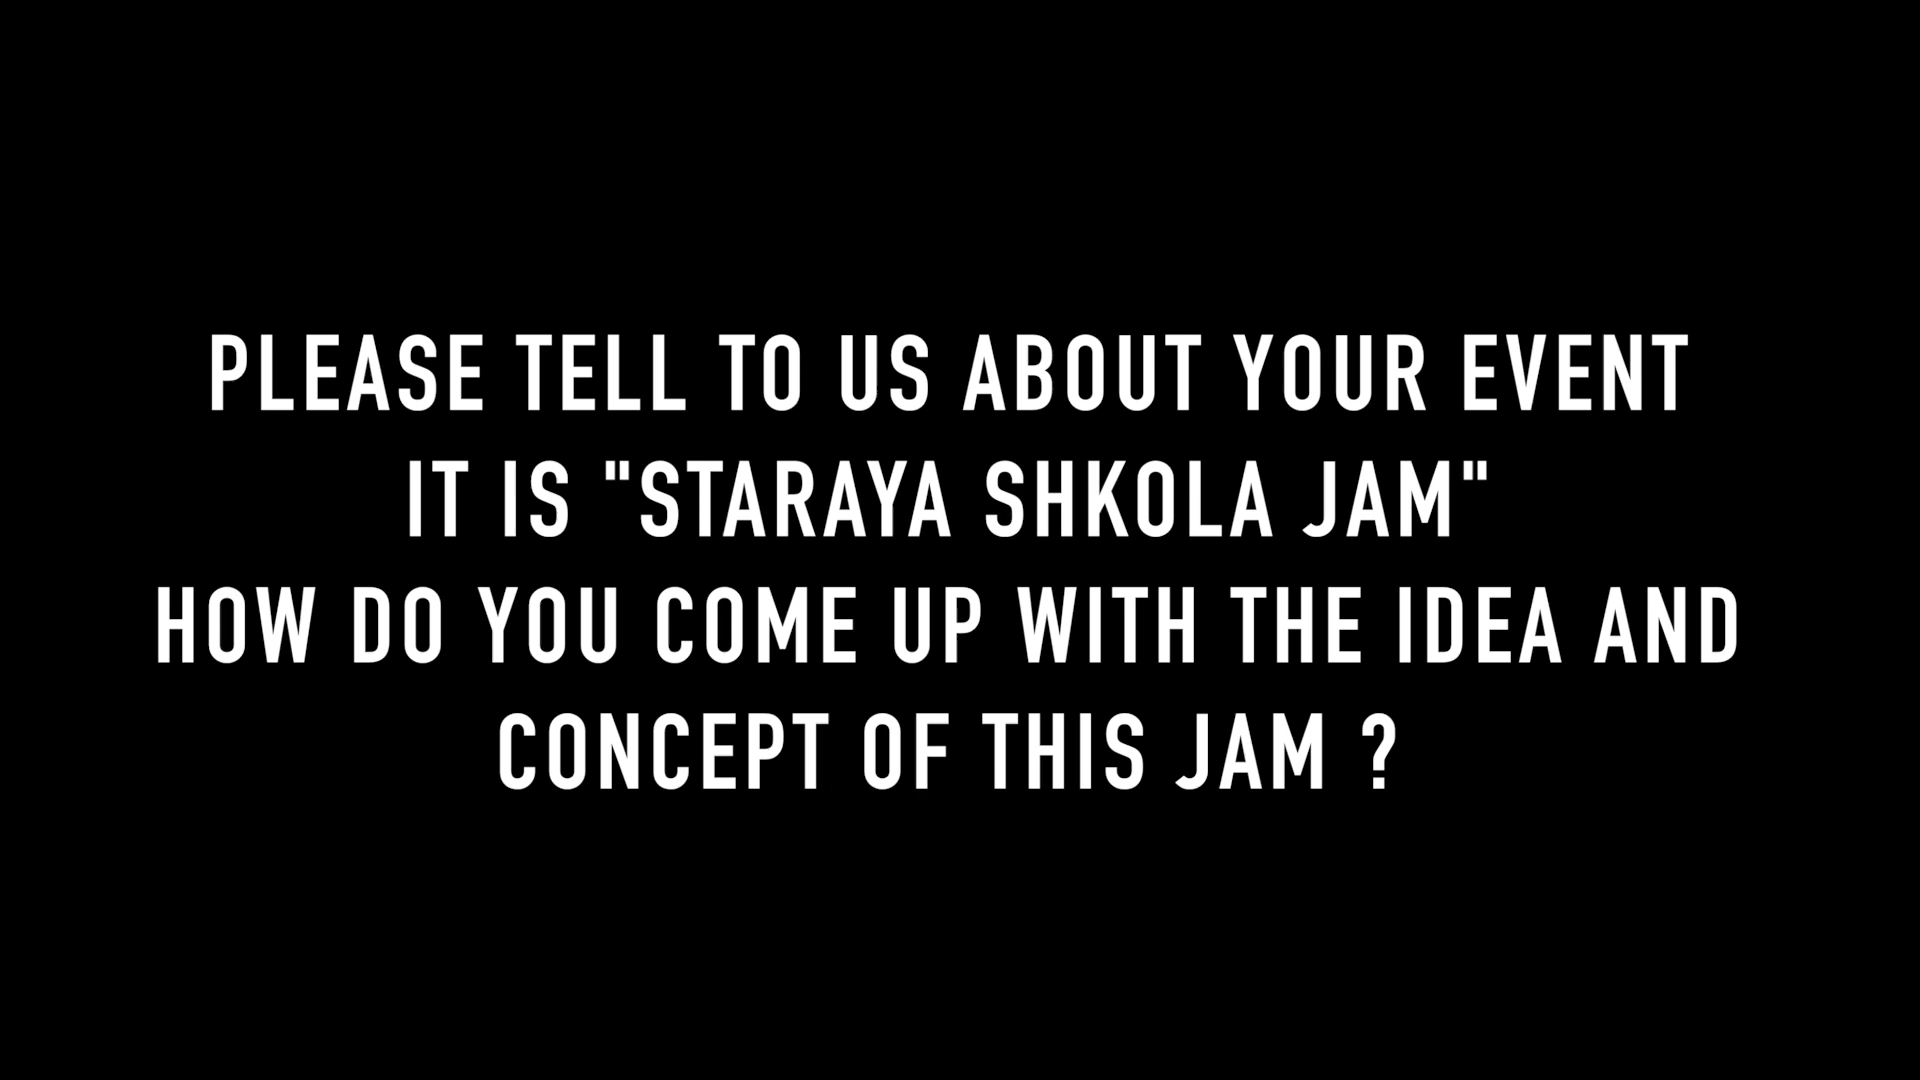 PLEASE TELL TO US ABOUT YOUR EVENT
IT IS "STARAYA SHKOLA JAM"
HOW DO YOU COME UP WITH THE IDEA AND
CONCEPT OF THIS JAM ?